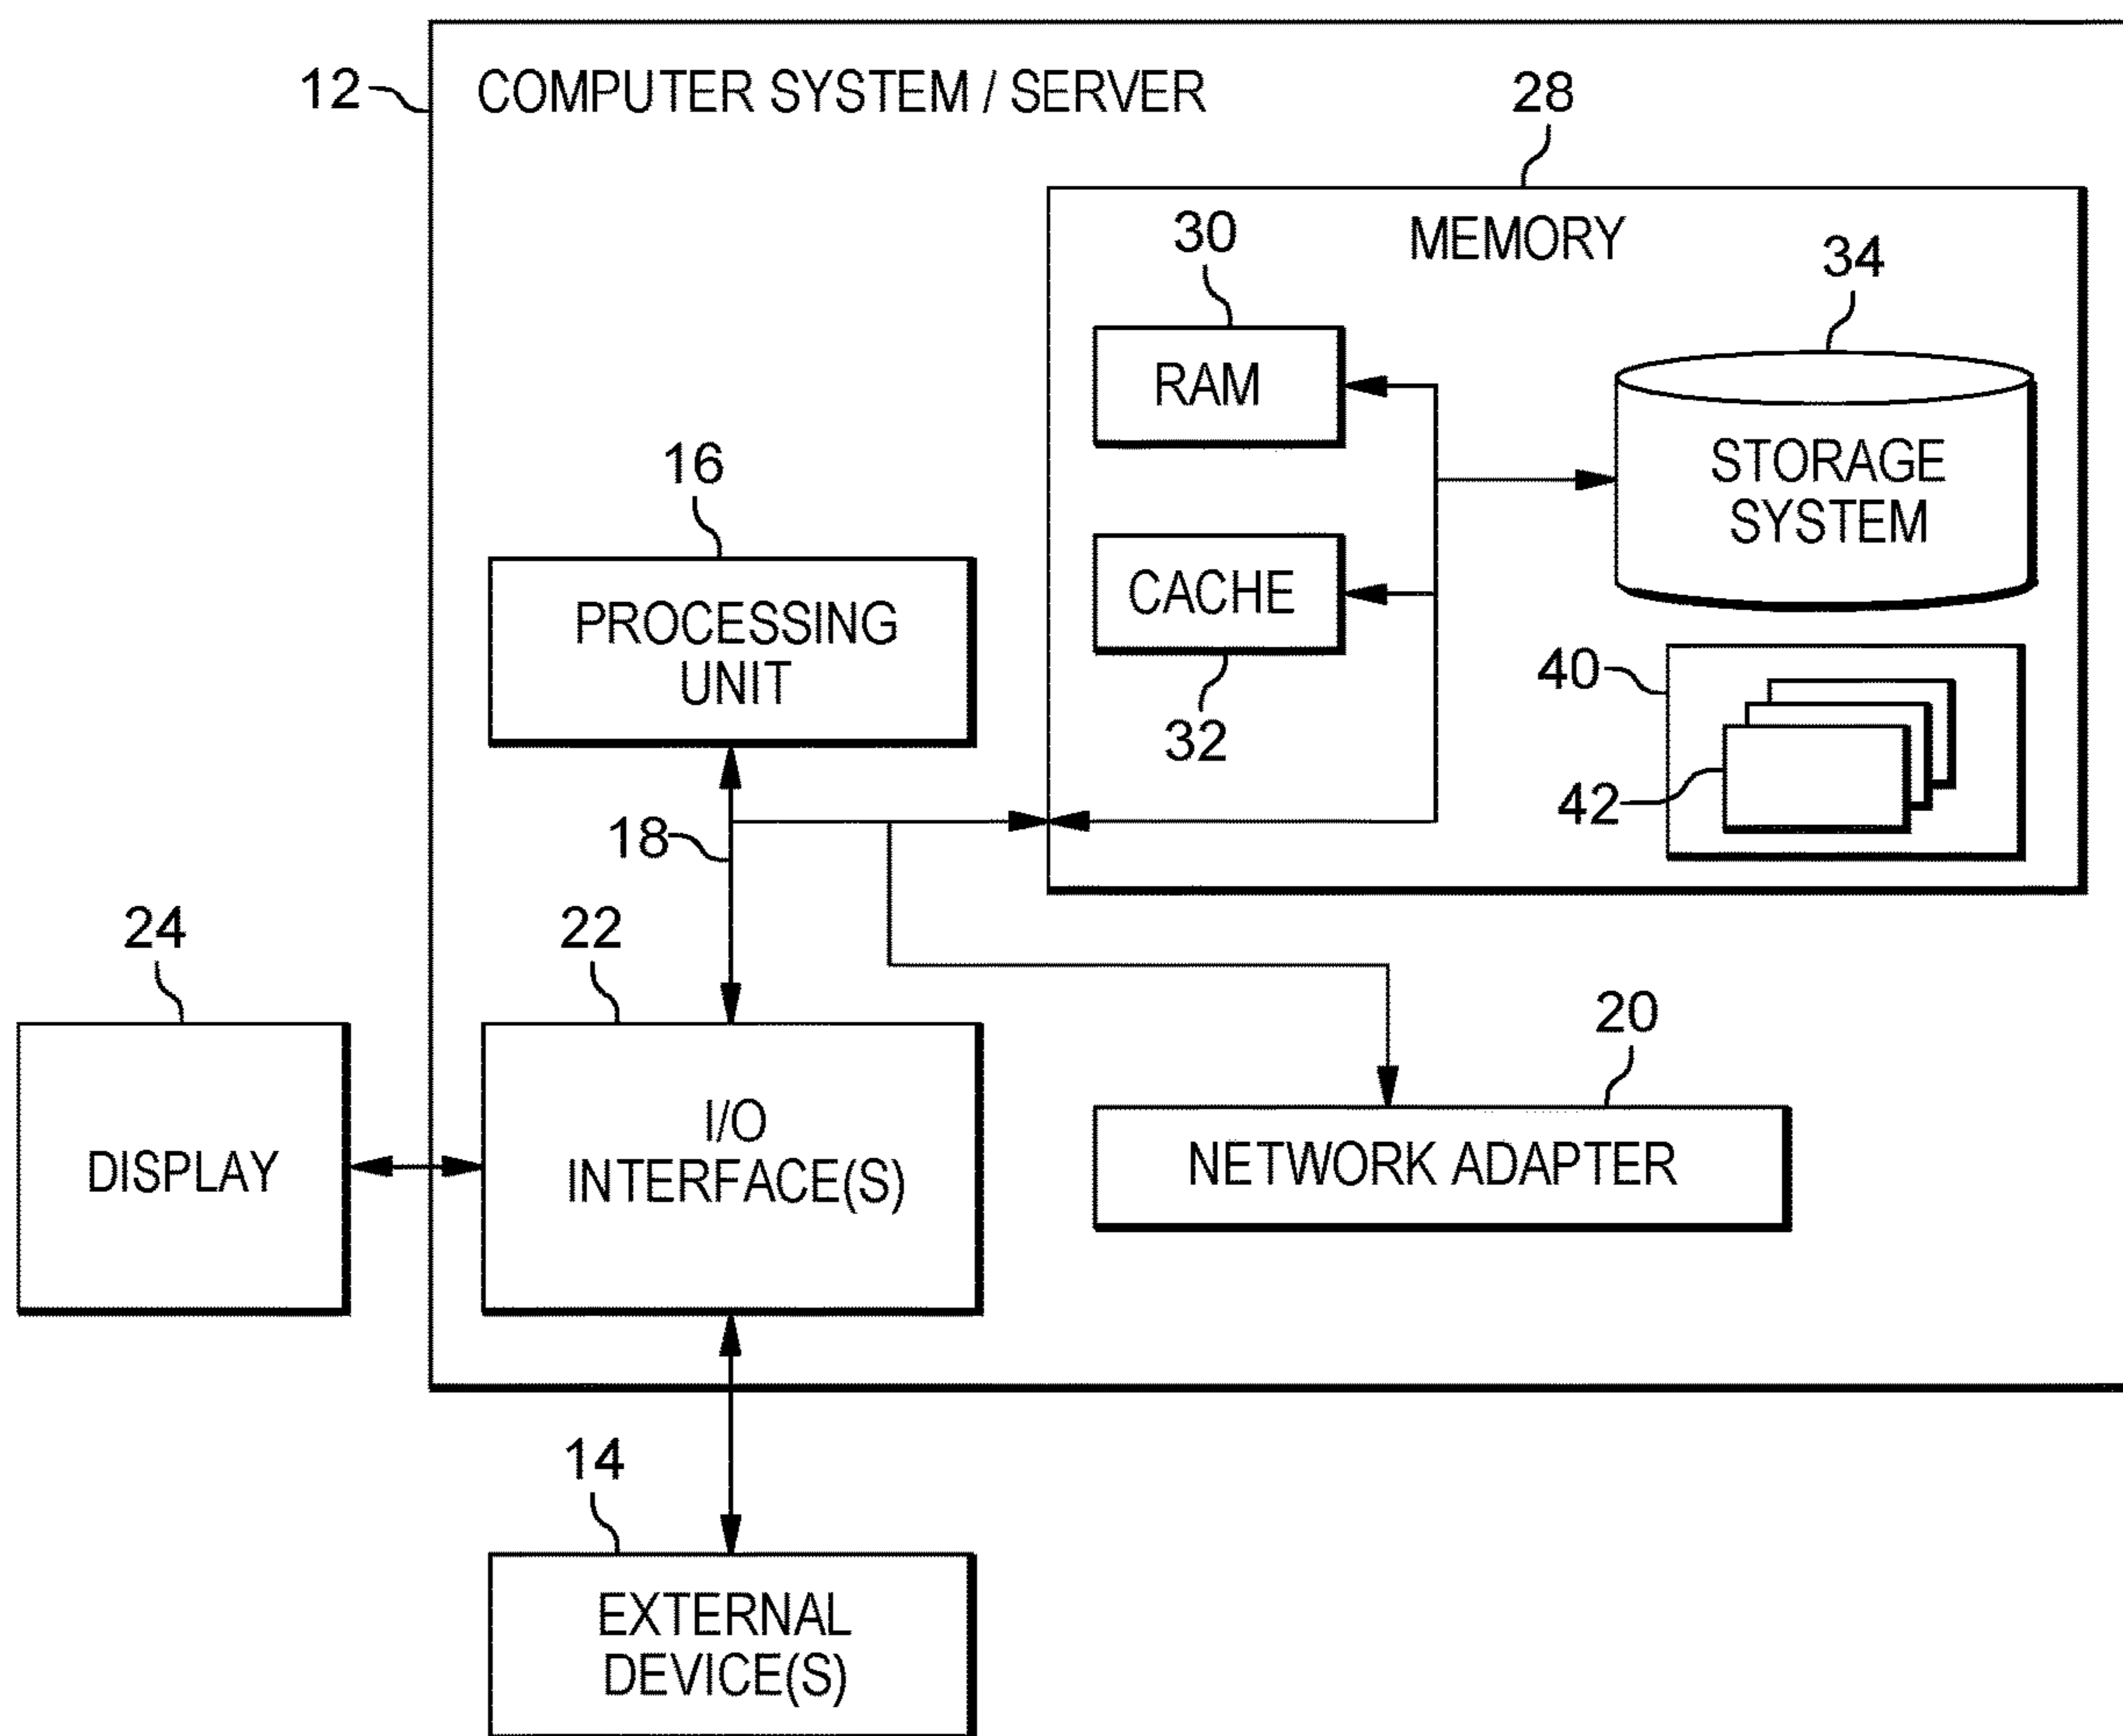 12
COMPUTER SYSTEM / SERVER
28
MEMORY
30
34
RAM
STORAGE
SYSTEM
16
CACHE
PROCESSING
UNIT
32
40
42
18
24
22
20
DISPLAY
I/O
INTERFACE(S)
NETWORK ADAPTER
14
EXTERNAL
DEVICE(S)